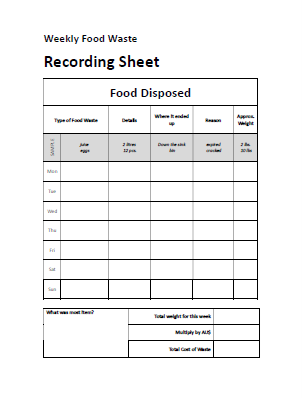 Weekly Food Waste
Recording Sheet
Food Disposed
Type of Food Waste Details Where It ended up Reason Approx. Weight
SAMPLE juice eggs 2 litres 12 pcs Down the sink bin expired cracked 2 lbs 10 lbs
Mon
Tue
Wed
Thu
Fri
Sat
Sun
What was most item?
Total weight for this week
Multiply by AU$
Total Cost of Waste